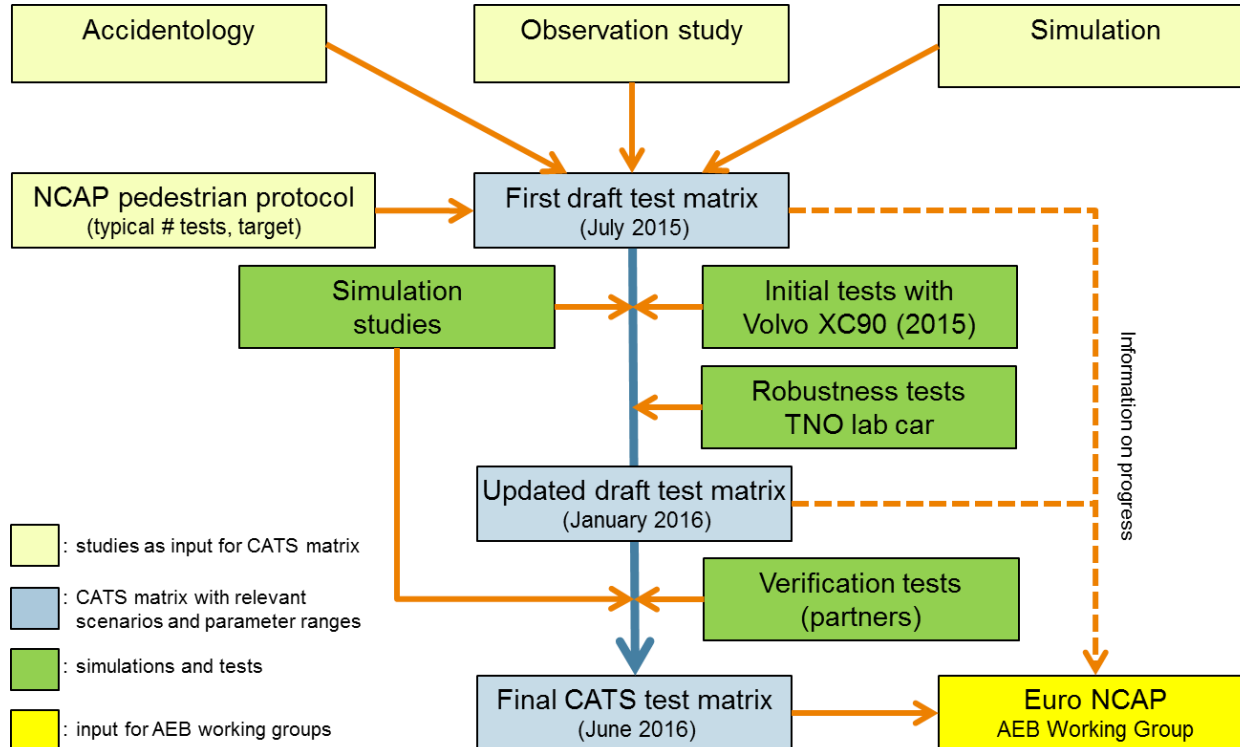 Accidentology
Observation study
Simulation
NCAP pedestrian protocol
(typical # tests, target)
First draft test matrix
(July 2015)
Simulation
studies
Initial tests with
Volvo XC90 (2015)
Robustness tests
TNO lab car
Information on progress
Updated draft test matrix
(January 2016)
: studies as input for CATS matrix
: CATS matrix with relevant
scenarios and parameter ranges
: simulations and tests
: input for AEB working groups
Verification tests
(partners)
Final CATS test matrix
(June 2016)
Euro NCAP
AEB Working Group